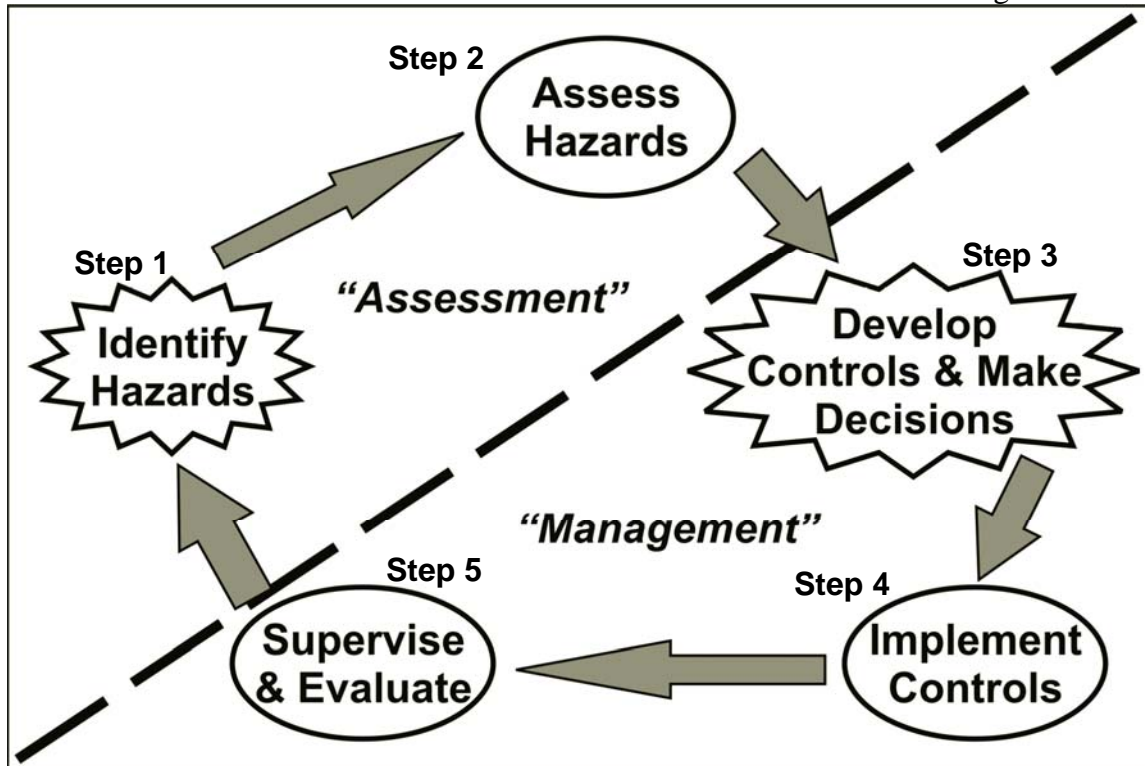 Step 1
Identify
Hazards
Step 2
Assess
Hazards
“Assessment”
Step 3
Develop
Controls & Make
Decisions
“Management”
Step 4
Implement
Controls
Step 5
Supervise
& Evaluate